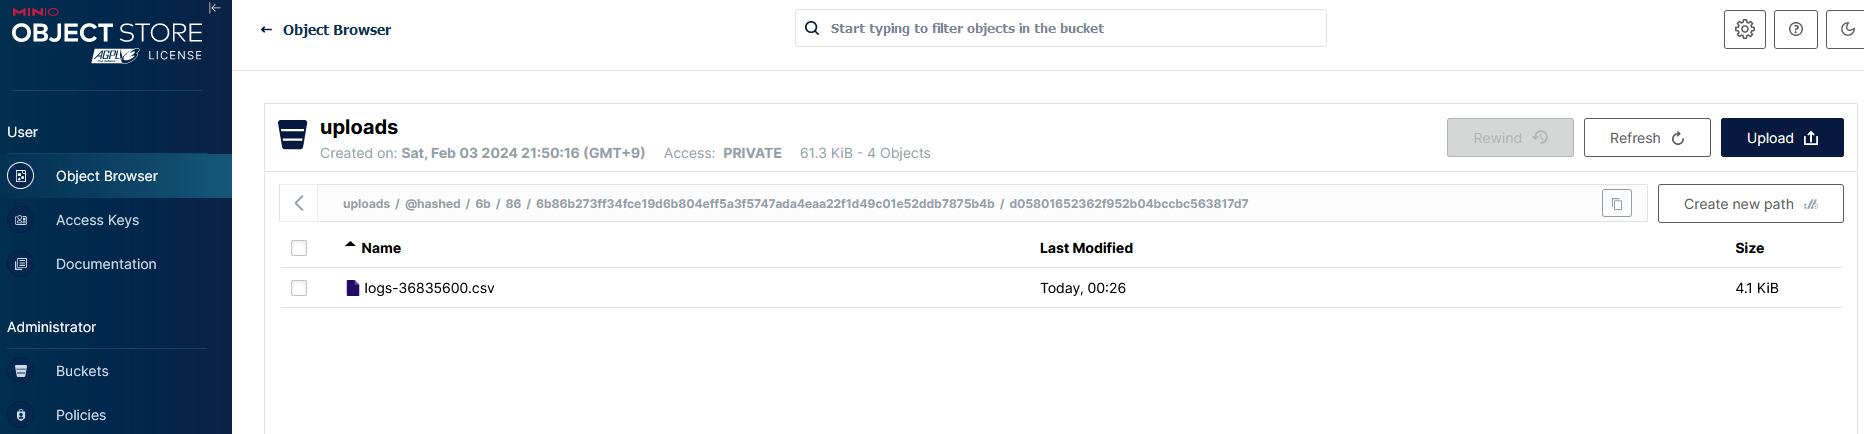 MINIO
OBJECT STORE
AGPLv3 LICENSE
User
Object Browser
Access Keys
Documentation
Administrator
Buckets
Policies
← Object Browser
Start typing to filter objects in the bucket
uploads
Created on: Sat, Feb 03 2024 21:50:16 (GMT+9) Access: PRIVATE 61.3 KiB - 4 Objects
Rewind
Refresh
Upload
uploads / @hashed / 6b / 86 / 6b86b273ff34fce19d6b804eff5a3f5747ada4eaa22f1d49c01e52ddb7875b4b / d05801652362f952b04bccbc563817d7
Create new path
Name Last Modified Size
logs-36835600.csv Today, 00:26 4.1 KiB